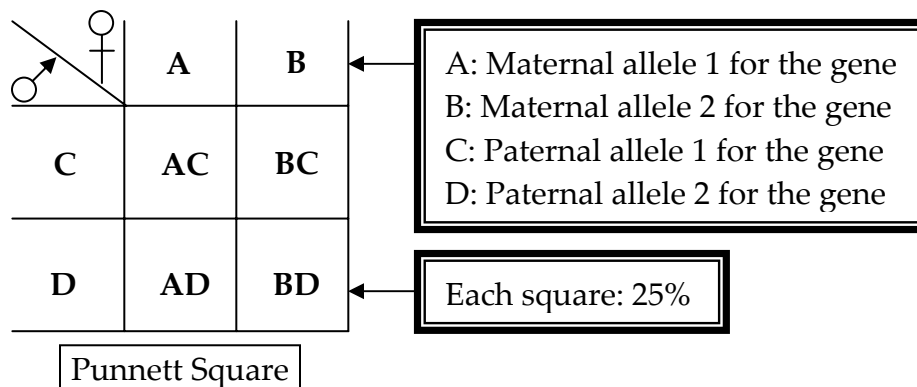 A B
A: Maternal allele 1 for the gene
B: Maternal allele 2 for the gene
C: Paternal allele 1 for the gene
D: Paternal allele 2 for the gene
C AC BC
D AD BD
Each square: 25%
Punnett Square